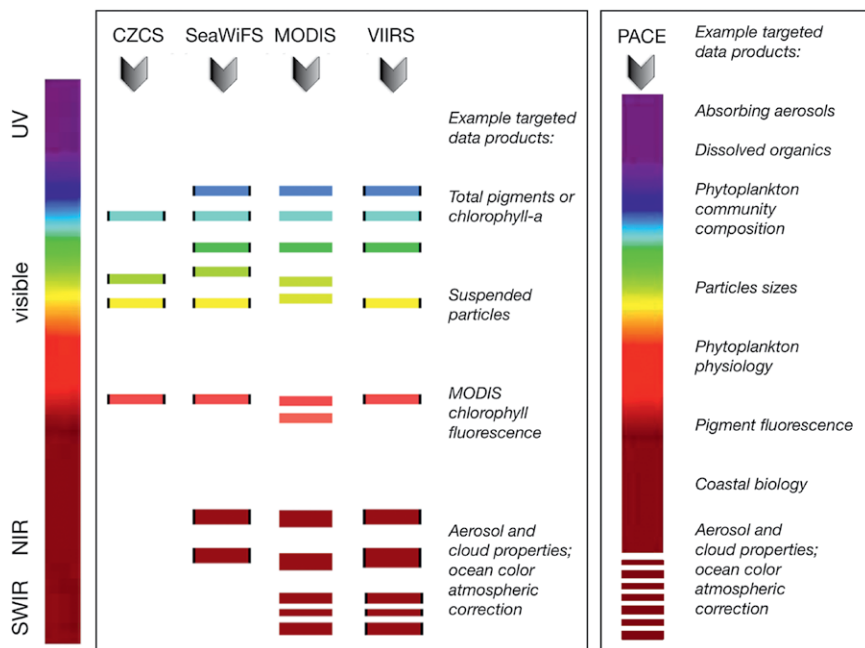 CZCS SeaWiFS MODIS VIIRS
PACE
Example targeted
data products:
UV
visible
NIR
SWIR
Example targeted
data products:
Total pigments or
chlorophyll-a
Suspended
particles
MODIS
chlorophyll
fluorescence
Aerosol and
cloud properties;
ocean color
atmospheric
correction
Absorbing aerosols
Dissolved organics
Phytoplankton
community
composition
Particles sizes
Phytoplankton
physiology
Pigment fluorescence
Coastal biology
Aerosol and
cloud properties;
ocean color
atmospheric
correction